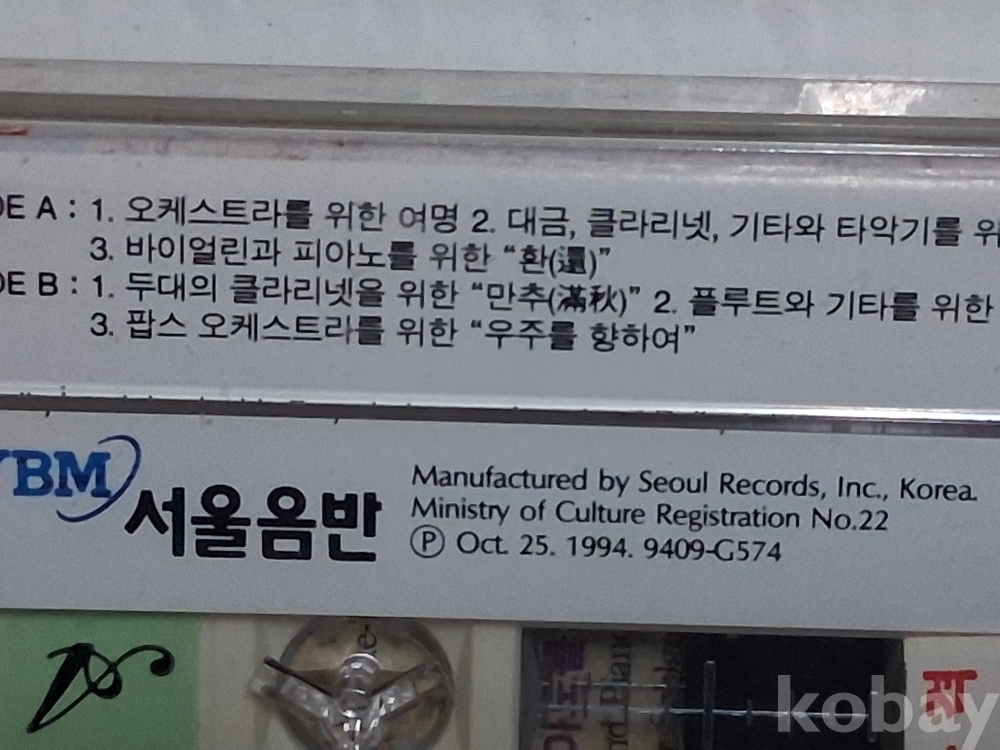 DE A : 1. 오케스트라를 위한 여명 2. 대금, 클라리넷, 기타와 타악기를 위
3. 바이얼린과 피아노를 위한 “환(還)”
DE B : 1. 두대의 클라리넷을 위한 “만추(滿秋)” 2. 플루트와 기타를 위한
3. 팝스 오케스트라를 위한 “우주를 향하여”
YBM
서울음반
Manufactured by Seoul Records, Inc., Korea.
Ministry of Culture Registration No.22
Ⓟ Oct. 25. 1994. 9409-G574
kobay